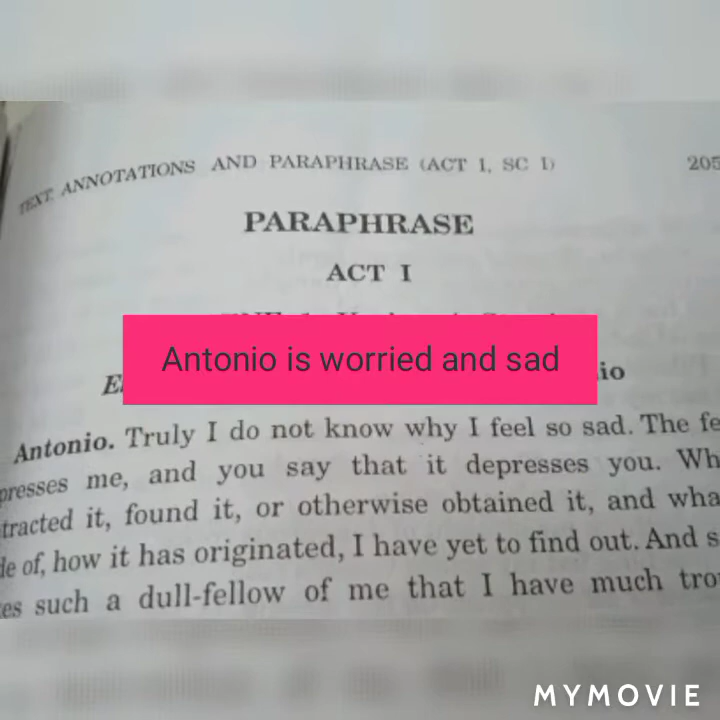 TEXT ANNOTATIONS AND PARAPHRASE (ACT I, SC I) 205
PARAPHRASE
ACT I
Antonio is worried and sad
Antonio. Truly I do not know why I feel so sad. The
me, and you say that it depresses you.
it, found it, or otherwise obtained it, and
of, how it has originated, I have yet to find out. And
such a dull-fellow of me that I have much
MYMOVIE